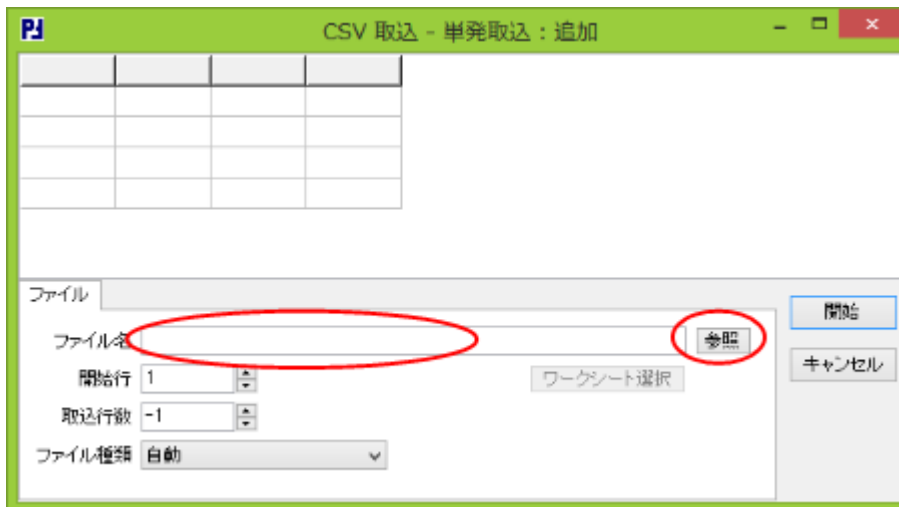 CSV 取込 - 単発取込：追加
ファイル
ファイル名
参照
開始行 1
ワークシート選択
取込行数 -1
ファイル種類 自動
開始
キャンセル